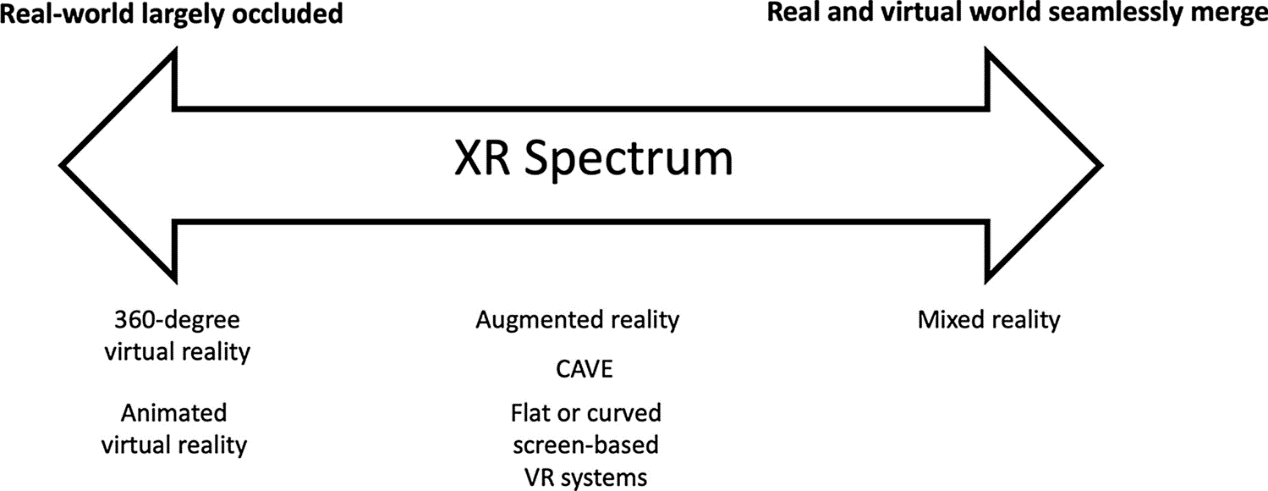 Real-world largely occluded
Real and virtual world seamlessly merge
XR Spectrum
360-degree
virtual reality
Animated
virtual reality
Augmented reality
CAVE
Flat or curved
screen-based
VR systems
Mixed reality